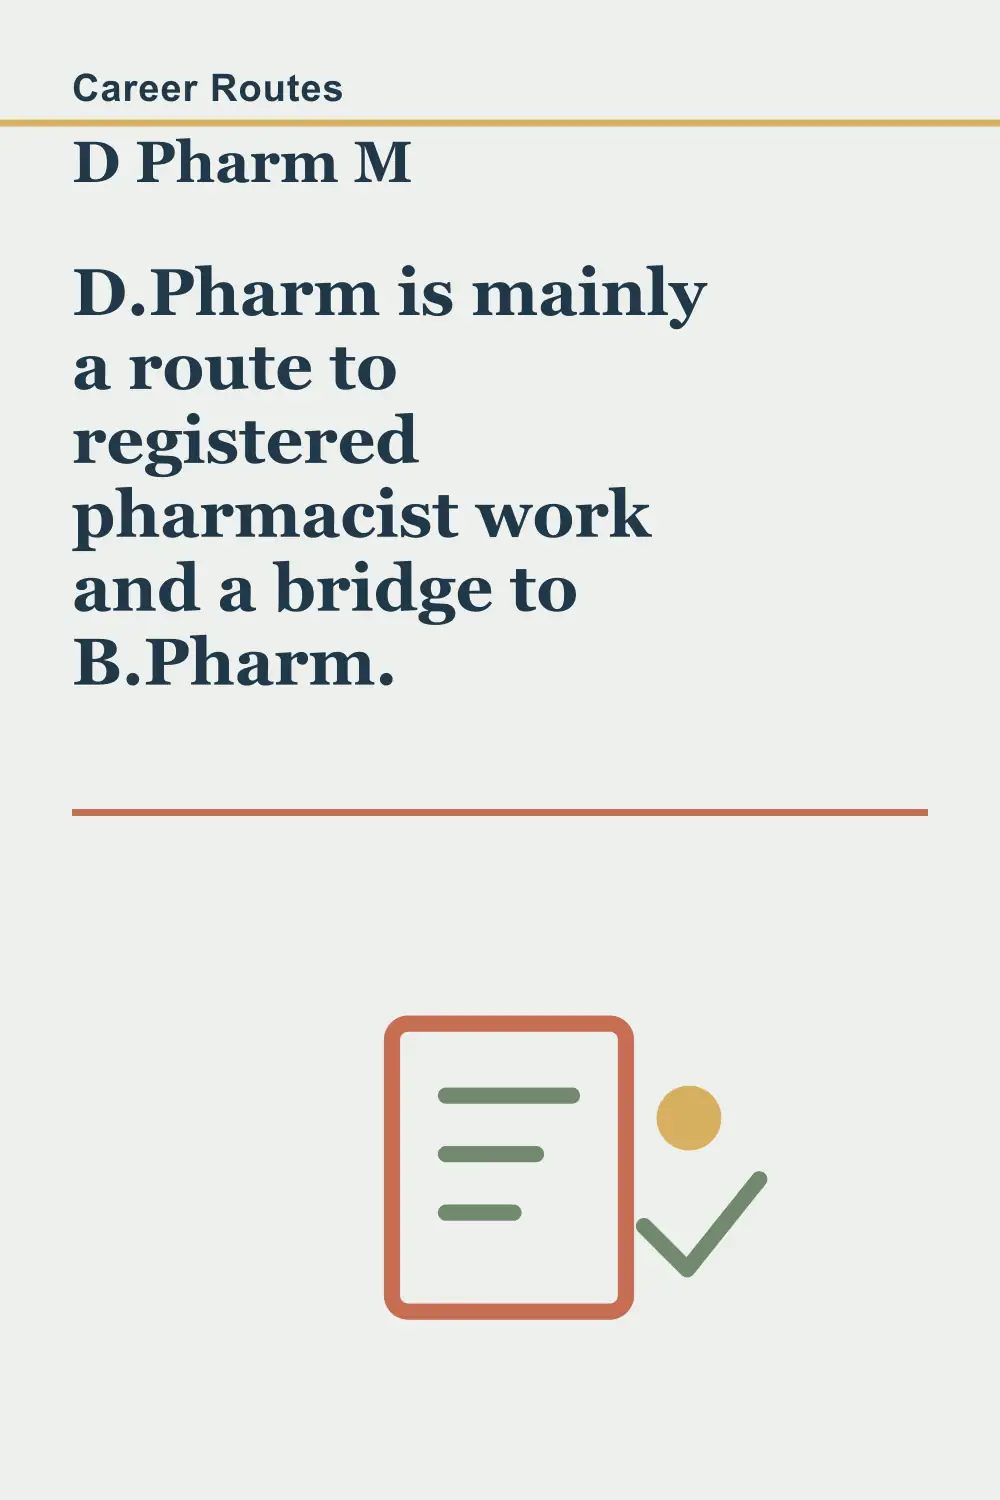 Career Routes
D Pharm M
D.Pharm is mainly
a route to
registered
pharmacist work
and a bridge to
B.Pharm.